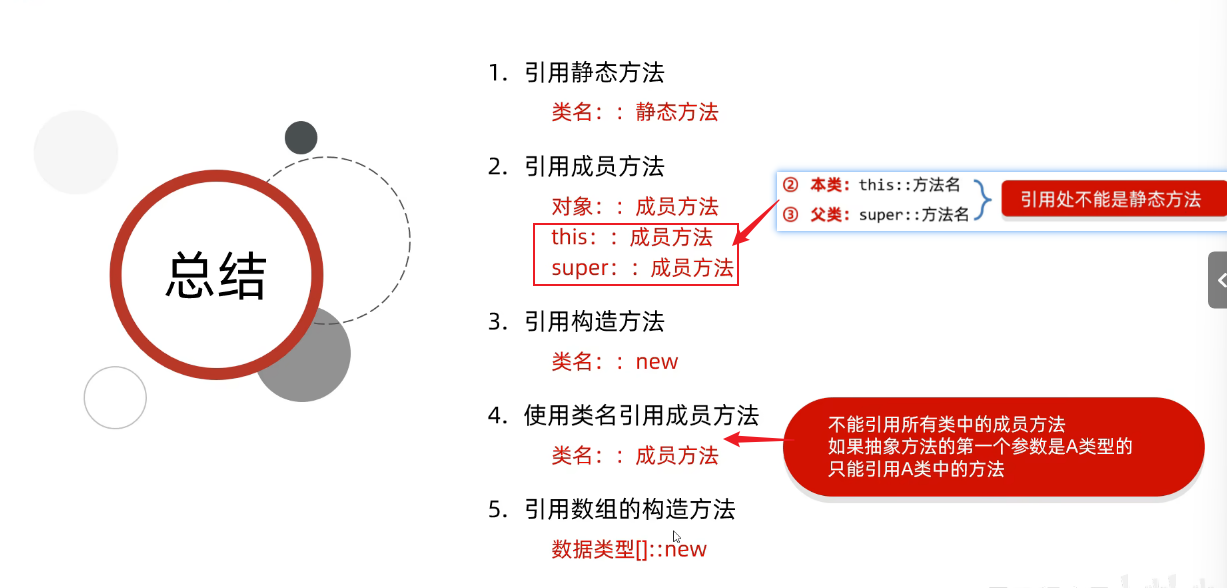 总结
1. 引用静态方法
类名：：静态方法
2. 引用成员方法
对象：：成员方法
this：：成员方法
super：：成员方法
② 本类：this::方法名
③ 父类：super::方法名
引用处不能是静态方法
3. 引用构造方法
类名：：new
4. 使用类名引用成员方法
类名：：成员方法
不能引用所有类中的成员方法
如果抽象方法的第一个参数是A类型的
只能引用A类中的方法
5. 引用数组的构造方法
数据类型[]::new